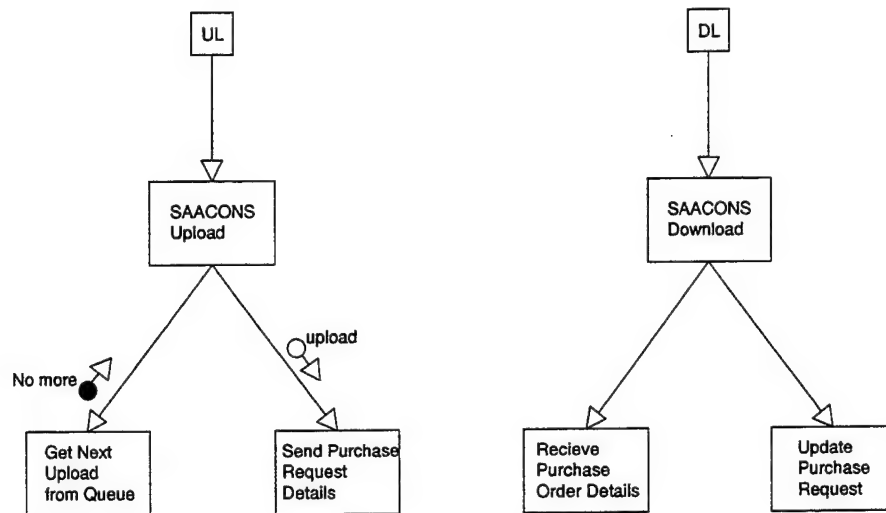 UL
DL
SAACONS
Upload
SAACONS
Download
upload
No more
Get Next
Upload
from Queue
Send Purchase
Request
Details
Recieve
Purchase
Order Details
Update
Purchase
Request